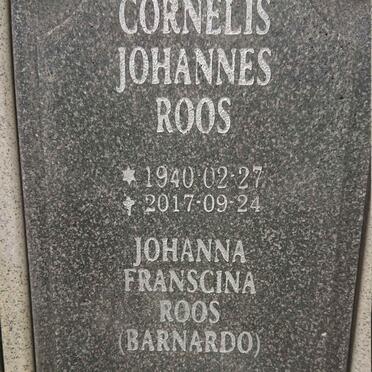 CORNELIS
JOHANNES
ROOS
* 1940-02-27
✝ 2017-09-24
JOHANNA
FRANSCINA
ROOS
(BARNARDO)